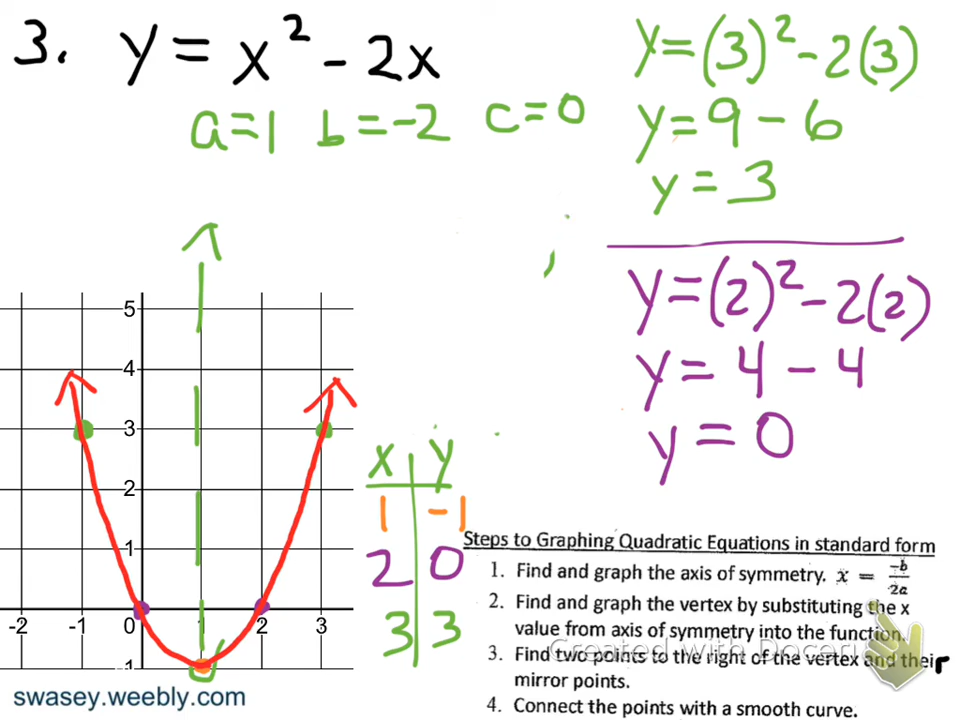 3. y = x² - 2x
a = 1 b = -2 c = 0
y = (3)² - 2(3)
y = 9 - 6
y = 3
y = (2)² - 2(2)
y = 4 - 4
y = 0
5
4
3
2
1
-2 -1 0 1 2 3
-1
x y
1 -1
2 0
3 3
Steps to Graphing Quadratic Equations in standard form
1. Find and graph the axis of symmetry. x = -b/2a
2. Find and graph the vertex by substituting the x
value from axis of symmetry into the function.
3. Find two points to the right of the vertex and their
mirror points.
4. Connect the points with a smooth curve.
Created with Doceri
swasey.weebly.com